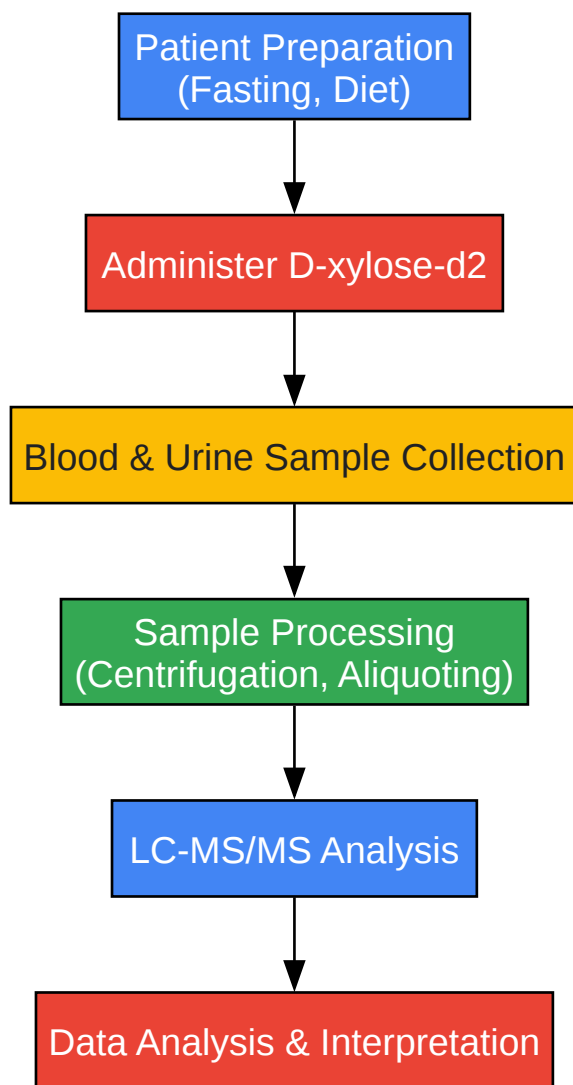 Patient Preparation
(Fasting, Diet)
Administer D-xylose-d2
Blood & Urine Sample Collection
Sample Processing
(Centrifugation, Aliquoting)
LC-MS/MS Analysis
Data Analysis & Interpretation